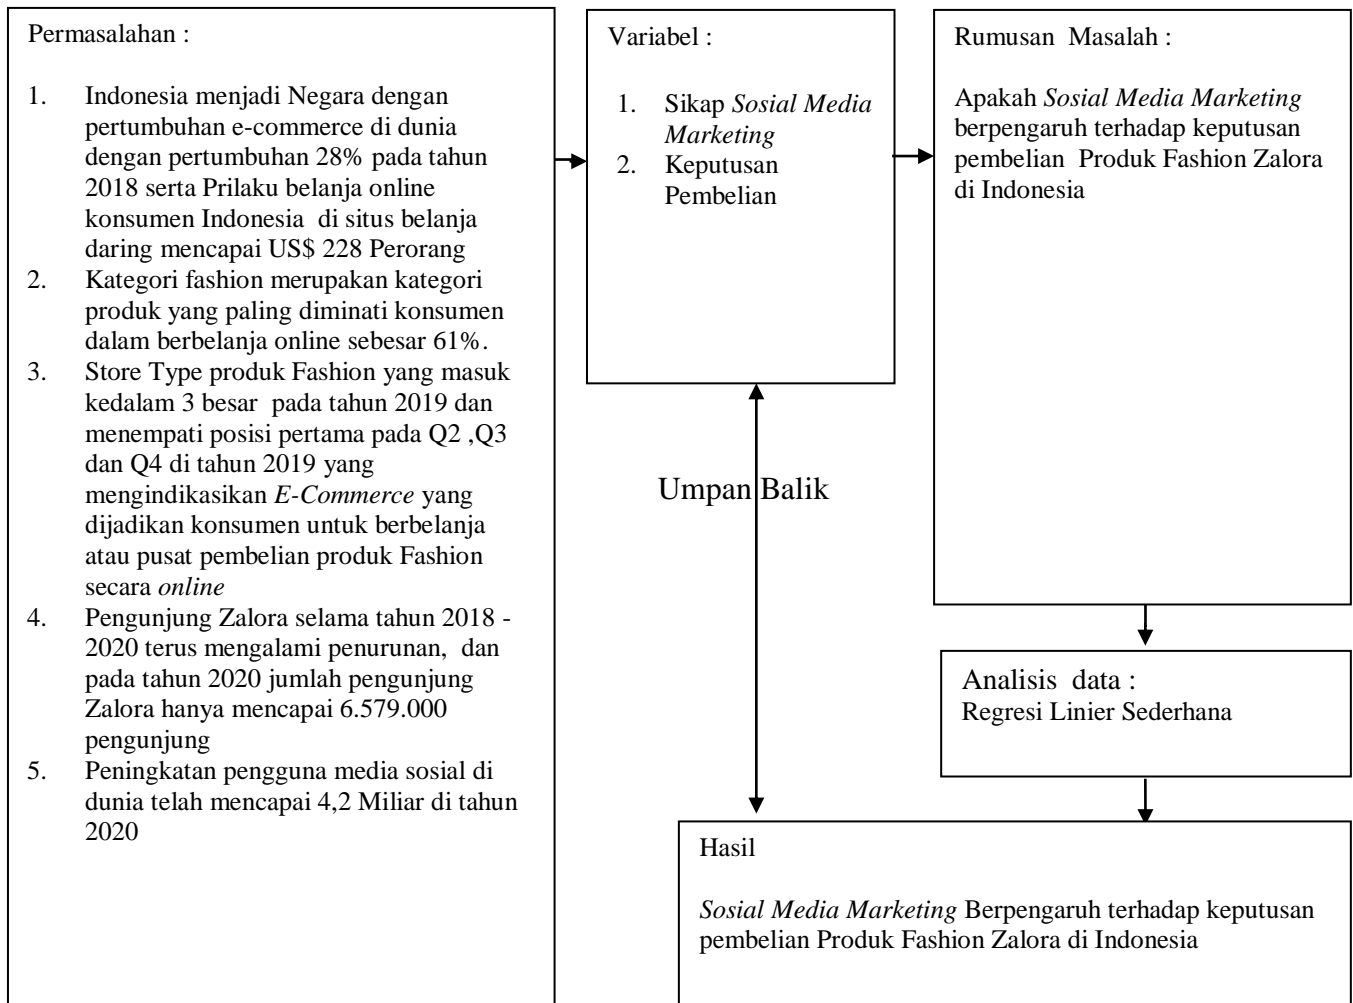 Permasalahan :
1. Indonesia menjadi Negara dengan
pertumbuhan e-commerce di dunia
dengan pertumbuhan 28% pada tahun
2018 serta Prilaku belanja online
konsumen Indonesia di situs belanja
daring mencapai US$ 228 Perorang
2. Kategori fashion merupakan kategori
produk yang paling diminati konsumen
dalam berbelanja online sebesar 61%.
3. Store Type produk Fashion yang masuk
kedalam 3 besar pada tahun 2019 dan
menempati posisi pertama pada Q2 ,Q3
dan Q4 di tahun 2019 yang
mengindikasikan E-Commerce yang
dijadikan konsumen untuk berbelanja
atau pusat pembelian produk Fashion
secara online
4. Pengunjung Zalora selama tahun 2018 -
2020 terus mengalami penurunan, dan
pada tahun 2020 jumlah pengunjung
Zalora hanya mencapai 6.579.000
pengunjung
5. Peningkatan pengguna media sosial di
dunia telah mencapai 4,2 Miliar di tahun
2020
Variabel :
1. Sikap Sosial Media
Marketing
2. Keputusan
Pembelian
Rumusan Masalah :
Apakah Sosial Media Marketing
berpengaruh terhadap keputusan
pembelian Produk Fashion Zalora
di Indonesia
Umpan Balik
Analisis data :
Regresi Linier Sederhana
Hasil
Sosial Media Marketing Berpengaruh terhadap keputusan
pembelian Produk Fashion Zalora di Indonesia